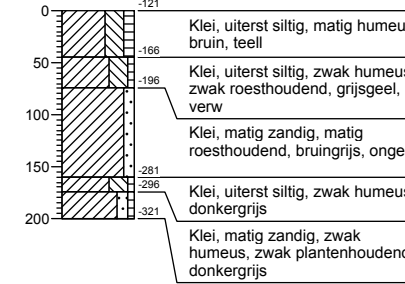 0
-121
Klei, uiterst siltig, matig humeu
bruin, teell
-166
50
Klei, uiterst siltig, zwak humeus
zwak roesthoudend, grijsgeel,
verw
-196
100
Klei, matig zandig, matig
roesthoudend, bruingrijs, onge
150
-281
-296
Klei, uiterst siltig, zwak humeus
donkergrijs
200
-321
Klei, matig zandig, zwak
humeus, zwak plantenhoudend
donkergrijs